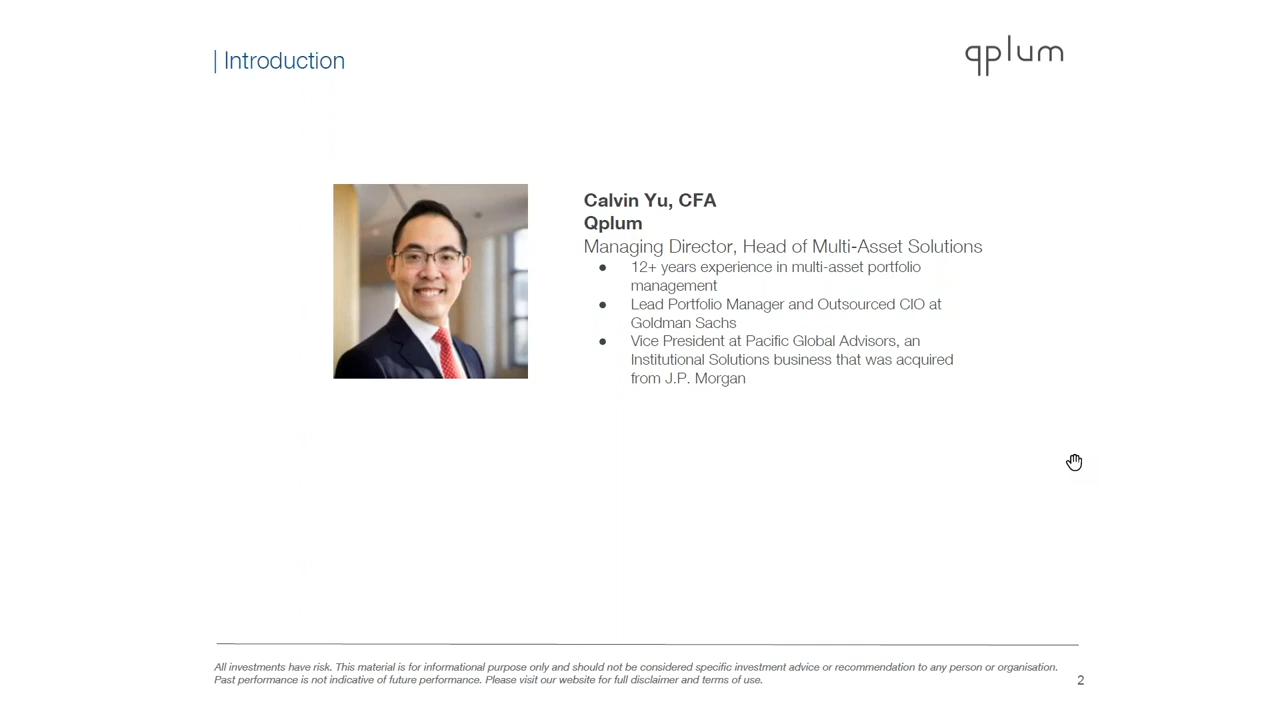 | Introduction
qplum
Calvin Yu, CFA
Qplum
Managing Director, Head of Multi-Asset Solutions
● 12+ years experience in multi-asset portfolio
management
● Lead Portfolio Manager and Outsourced CIO at
Goldman Sachs
● Vice President at Pacific Global Advisors, an
Institutional Solutions business that was acquired
from J.P. Morgan
All investments have risk. This material is for informational purpose only and should not be considered specific investment advice or recommendation to any person or organisation.
Past performance is not indicative of future performance. Please visit our website for full disclaimer and terms of use.
2